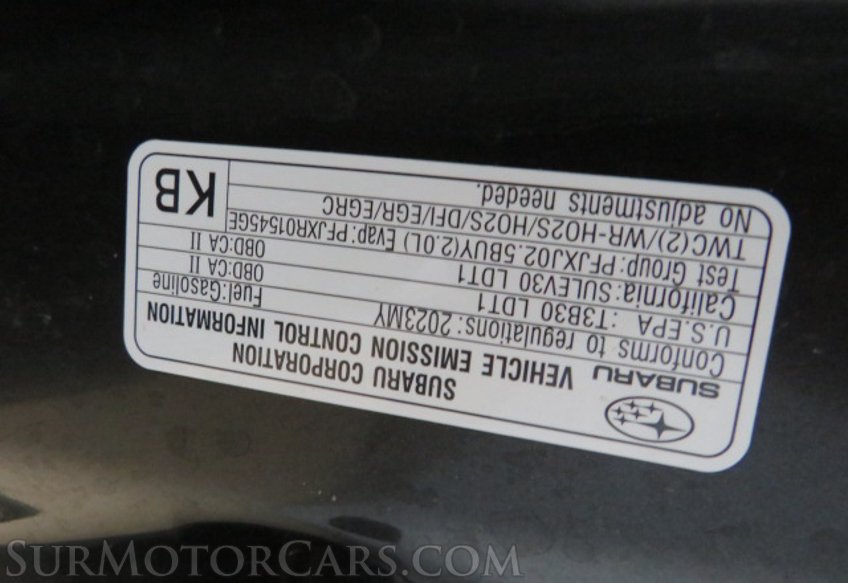 SUBARU CORPORATION
SUBARU VEHICLE EMISSION CONTROL INFORMATION
Conforms to regulations: 2023MY Fuel:Gasoline
U.S.EPA : T3B30 LDT1 OBD:CA II
California: SULEV30 LDT1 OBD:CA II
Test Group: PFJXJ02.5BUY(2.0L) Evap: PFJXR01545GE
TWC(2)/WR-HO2S/HO2S/DFI/EGR/EGRC
No adjustments needed.
KB
SurMotorCars.com